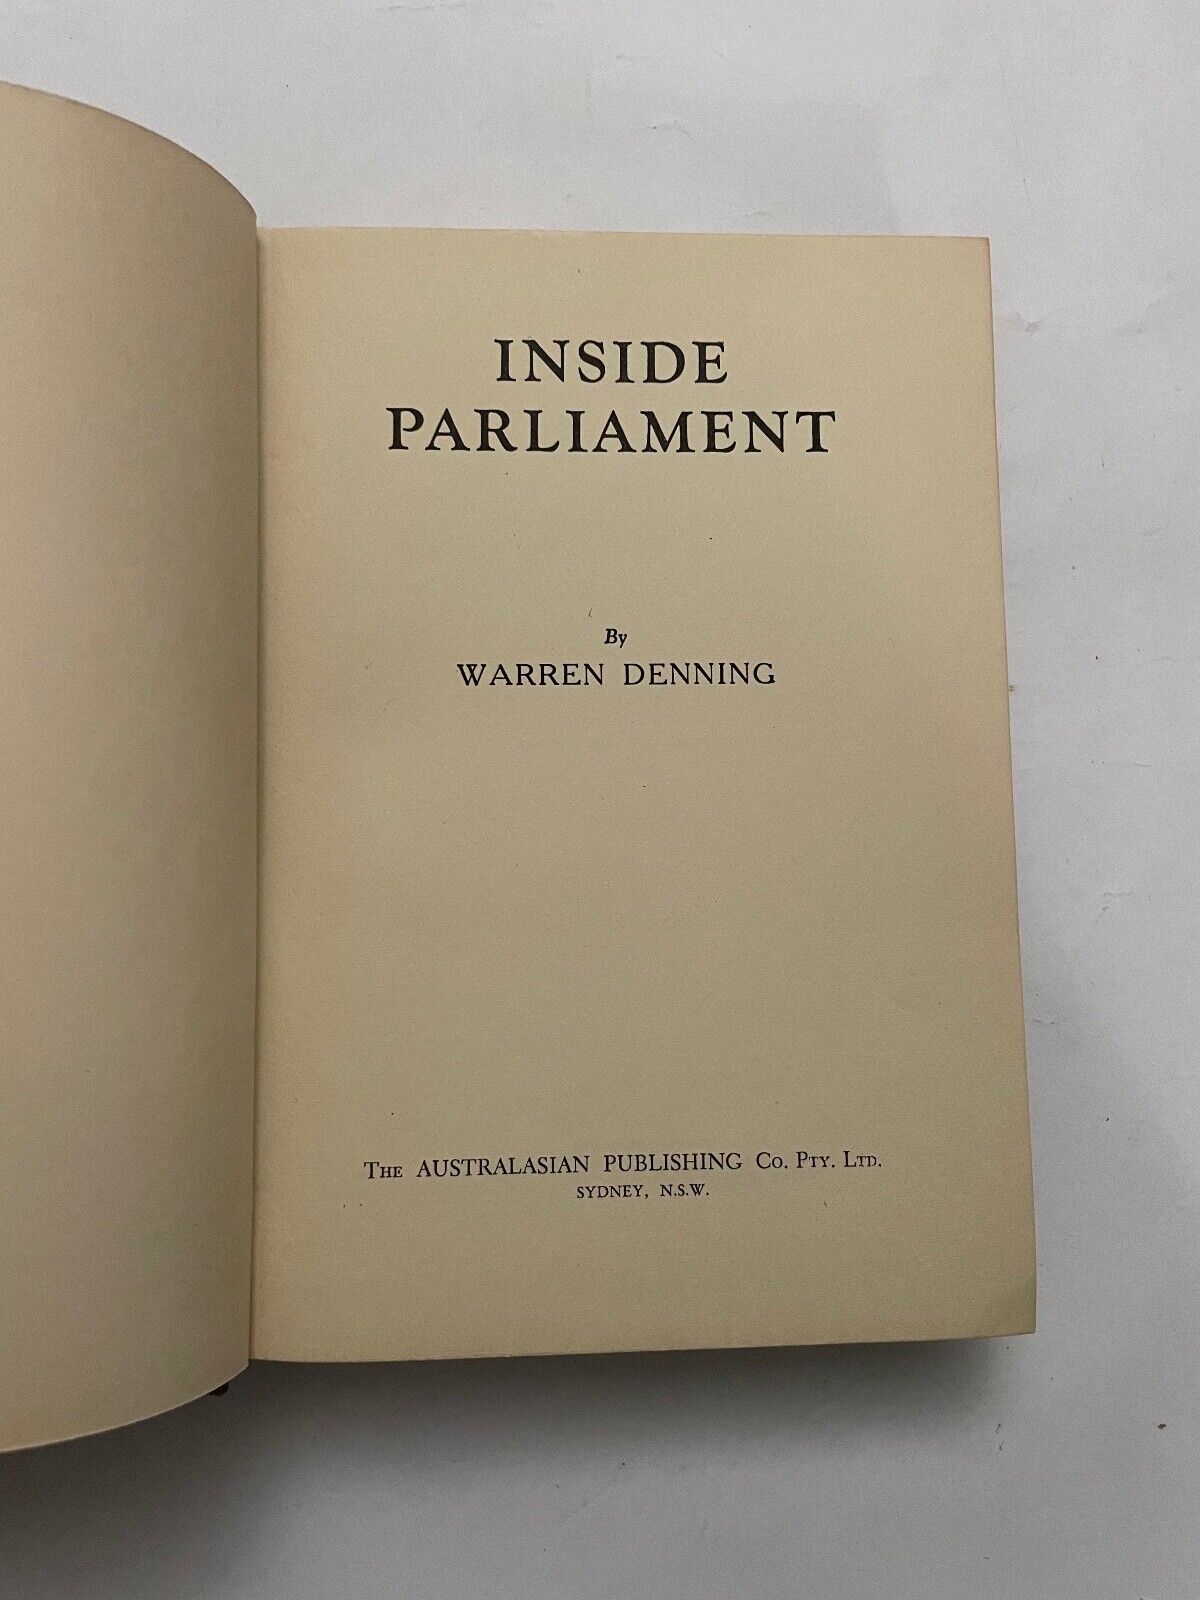 INSIDE
PARLIAMENT
By
WARREN DENNING
THE AUSTRALASIAN PUBLISHING CO. PTY. LTD.
SYDNEY, N.S.W.